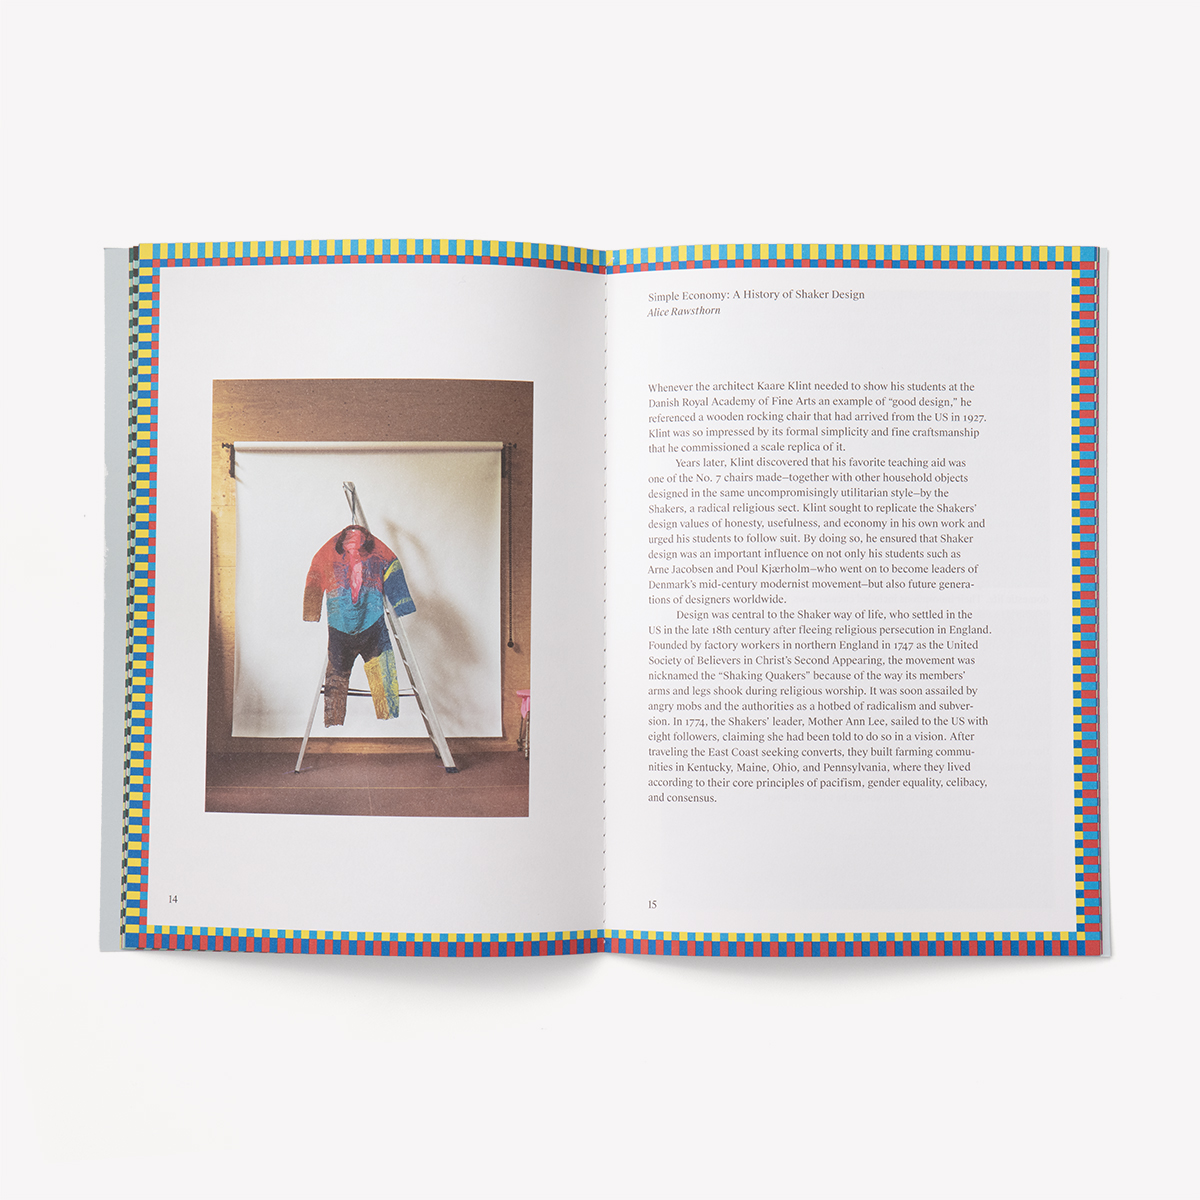 14
Simple Economy: A History of Shaker Design
Alice Rawsthorn
Whenever the architect Kaare Klint needed to show his students at the
Danish Royal Academy of Fine Arts an example of “good design,” he
referenced a wooden rocking chair that had arrived from the US in 1927.
Klint was so impressed by its formal simplicity and fine craftsmanship
that he commissioned a scale replica of it.
Years later, Klint discovered that his favorite teaching aid was
one of the No. 7 chairs made—together with other household objects
designed in the same uncompromisingly utilitarian style—by the
Shakers, a radical religious sect. Klint sought to replicate the Shakers’
design values of honesty, usefulness, and economy in his own work and
urged his students to follow suit. By doing so, he ensured that Shaker
design was an important influence on not only his students such as
Arne Jacobsen and Poul Kjærholm—who went on to become leaders of
Denmark’s mid-century modernist movement—but also future genera-
tions of designers worldwide.
Design was central to the Shaker way of life, who settled in the
US in the late 18th century after fleeing religious persecution in England.
Founded by factory workers in northern England in 1747 as the United
Society of Believers in Christ’s Second Appearing, the movement was
nicknamed the “Shaking Quakers” because of the way its members’
arms and legs shook during religious worship. It was soon assailed by
angry mobs and the authorities as a hotbed of radicalism and subver-
sion. In 1774, the Shakers’ leader, Mother Ann Lee, sailed to the US with
eight followers, claiming she had been told to do so in a vision. After
traveling the East Coast seeking converts, they built farming commu-
nities in Kentucky, Maine, Ohio, and Pennsylvania, where they lived
according to their core principles of pacifism, gender equality, celibacy,
and consensus.
15